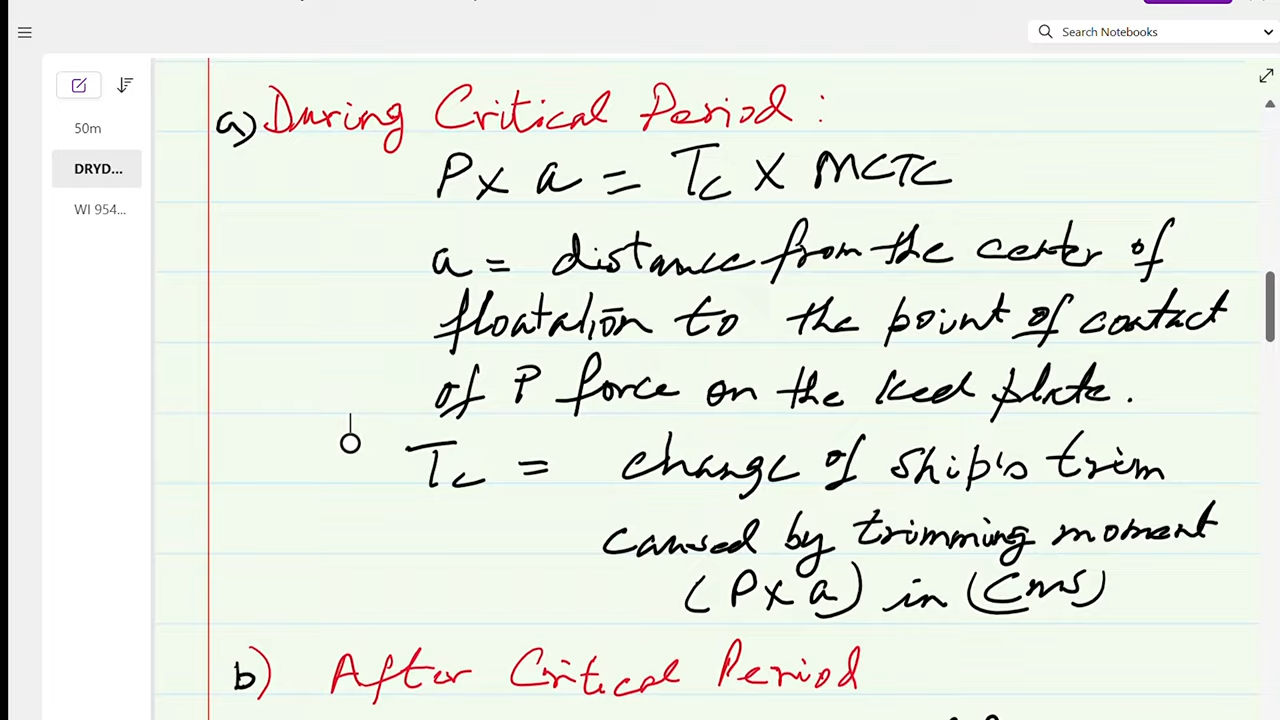 Search Notebooks
50m
DRYD...
WI 954...
a) During Critical Period :
P x a = Tc x MCTC
a = distance from the center of
floatation to the point of contact
of P force on the keel plate.
Tc = change of ship's trim
caused by trimming moment
(P x a) in (Cms)
b) After Critical Period